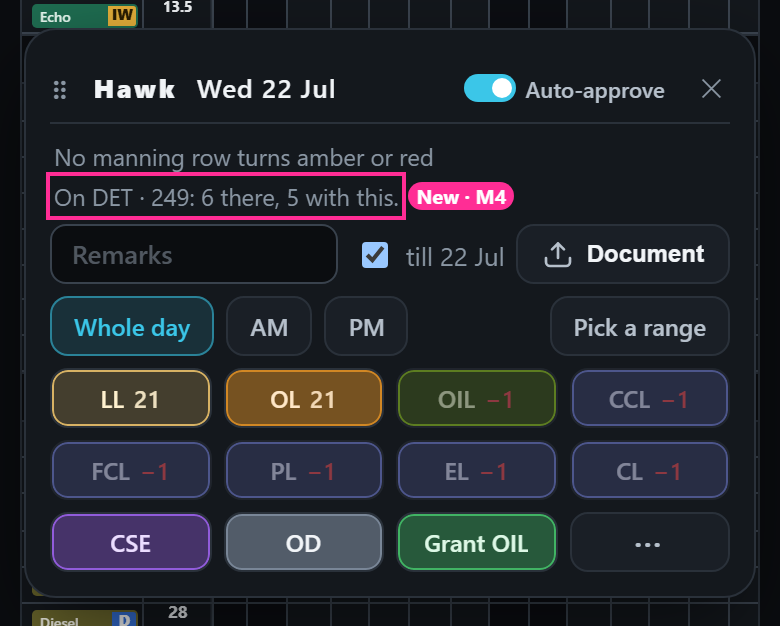 Echo IW 13.5
Hawk Wed 22 Jul Auto-approve
No manning row turns amber or red
On DET · 249: 6 there, 5 with this. New · M4
Remarks till 22 Jul Document
Whole day AM PM Pick a range
LL 21 OL 21 OIL −1 CCL −1
FCL −1 PL −1 EL −1 CL −1
CSE OD Grant OIL ...
Diesel D 28